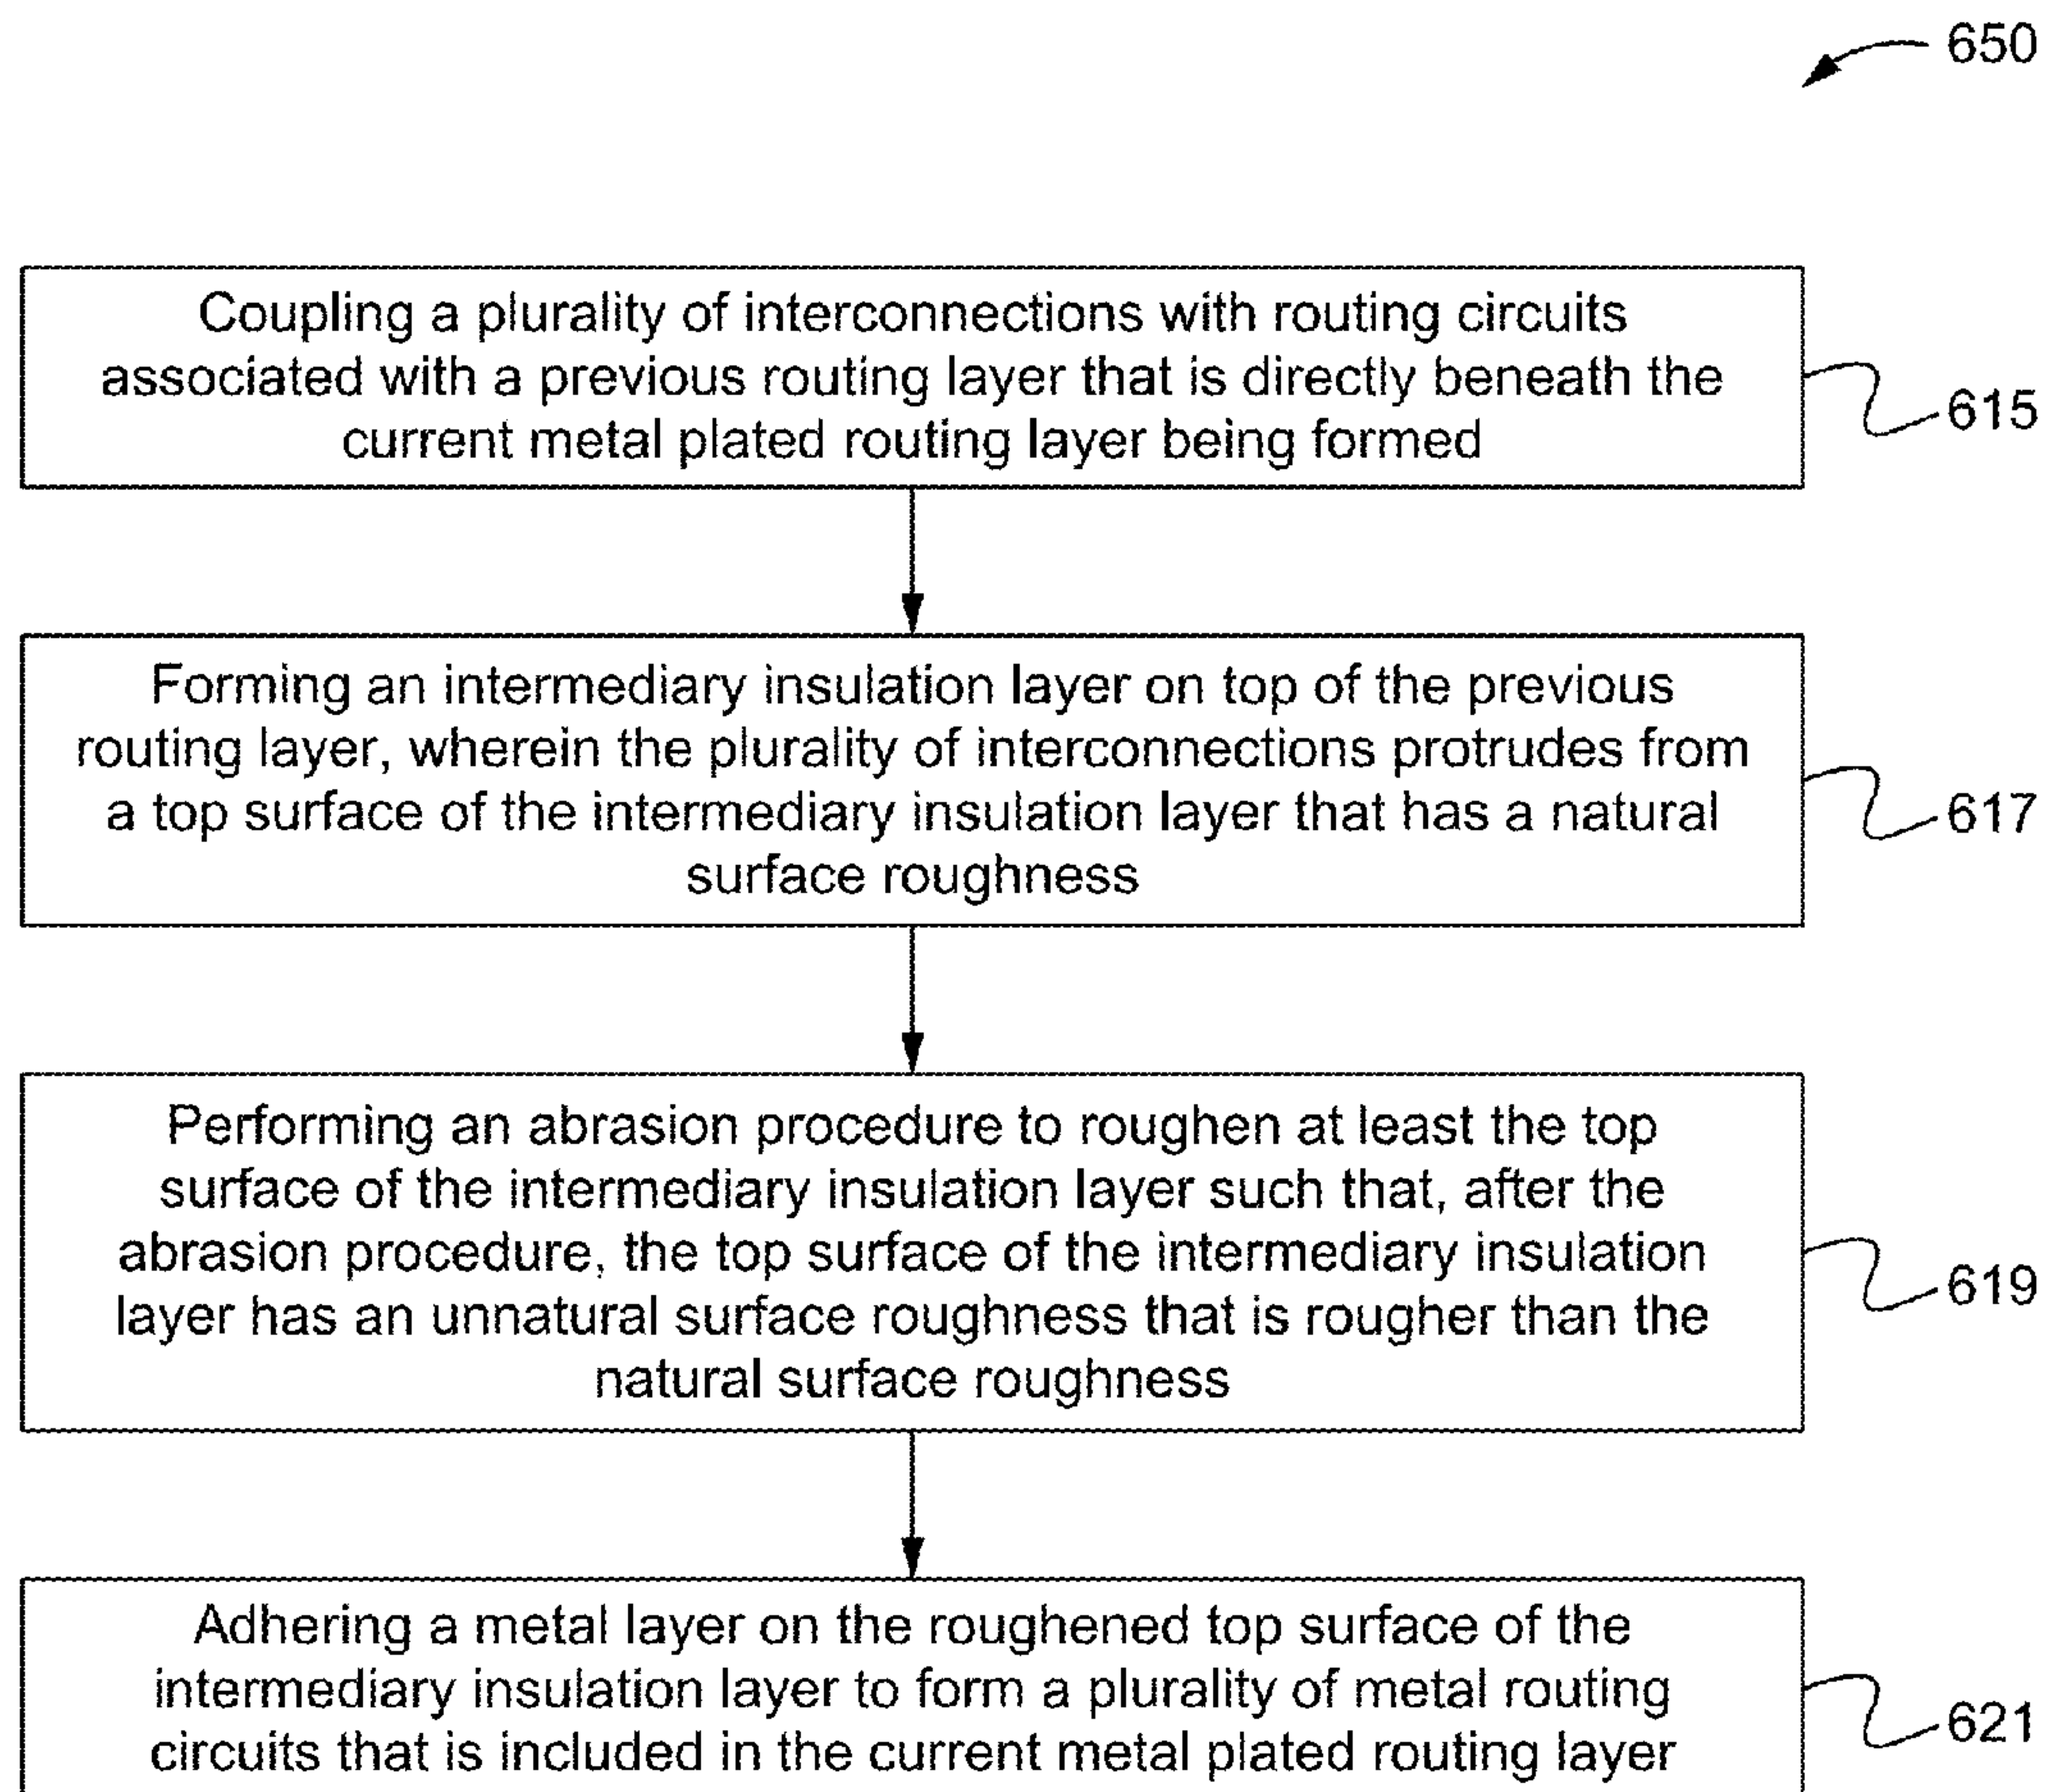 650
Coupling a plurality of interconnections with routing circuits
associated with a previous routing layer that is directly beneath the
current metal plated routing layer being formed
615
Forming an intermediary insulation layer on top of the previous
routing layer, wherein the plurality of interconnections protrudes from
a top surface of the intermediary insulation layer that has a natural
surface roughness
617
Performing an abrasion procedure to roughen at least the top
surface of the intermediary insulation layer such that, after the
abrasion procedure, the top surface of the intermediary insulation
layer has an unnatural surface roughness that is rougher than the
natural surface roughness
619
Adhering a metal layer on the roughened top surface of the
intermediary insulation layer to form a plurality of metal routing
circuits that is included in the current metal plated routing layer
621